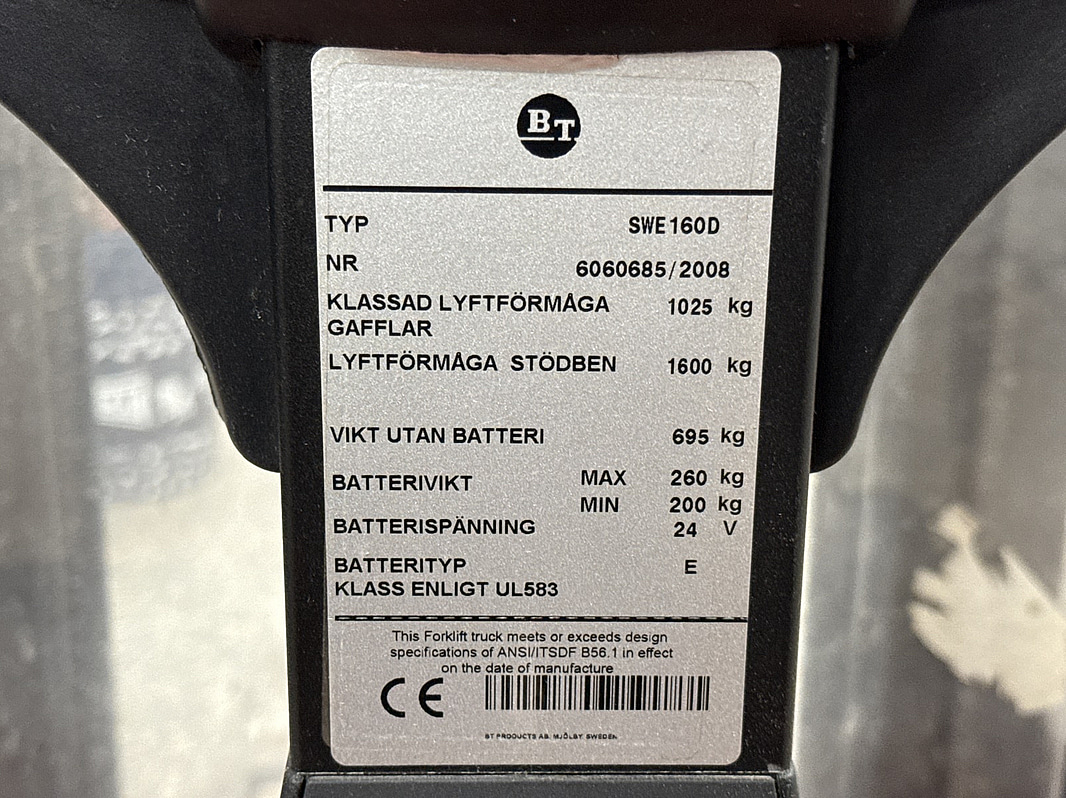 BT
TYP SWE160D
NR 6060685/2008
KLASSAD LYFTFÖRMÅGA 1025 kg
GAFFLAR
LYFTFÖRMÅGA STÖDBEN 1600 kg
VIKT UTAN BATTERI 695 kg
BATTERIVIKT MAX 260 kg
MIN 200 kg
BATTERISPÄNNING 24 V
BATTERITYP E
KLASS ENLIGT UL583
This Forklift truck meets or exceeds design
specifications of ANSI/ITSDF B56.1 in effect
on the date of manufacture
CE
BT PRODUCTS AB. MJÖLBY. SWEDEN